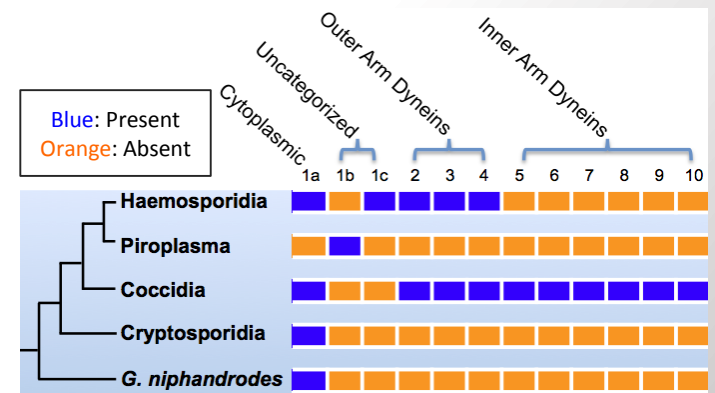 Cytoplasmic
Uncategorized
Outer Arm Dyneins
Inner Arm Dyneins
Blue: Present
Orange: Absent
1a 1b 1c 2 3 4 5 6 7 8 9 10
Haemosporidia
Piroplasma
Coccidia
Cryptosporidia
G. niphandrodes